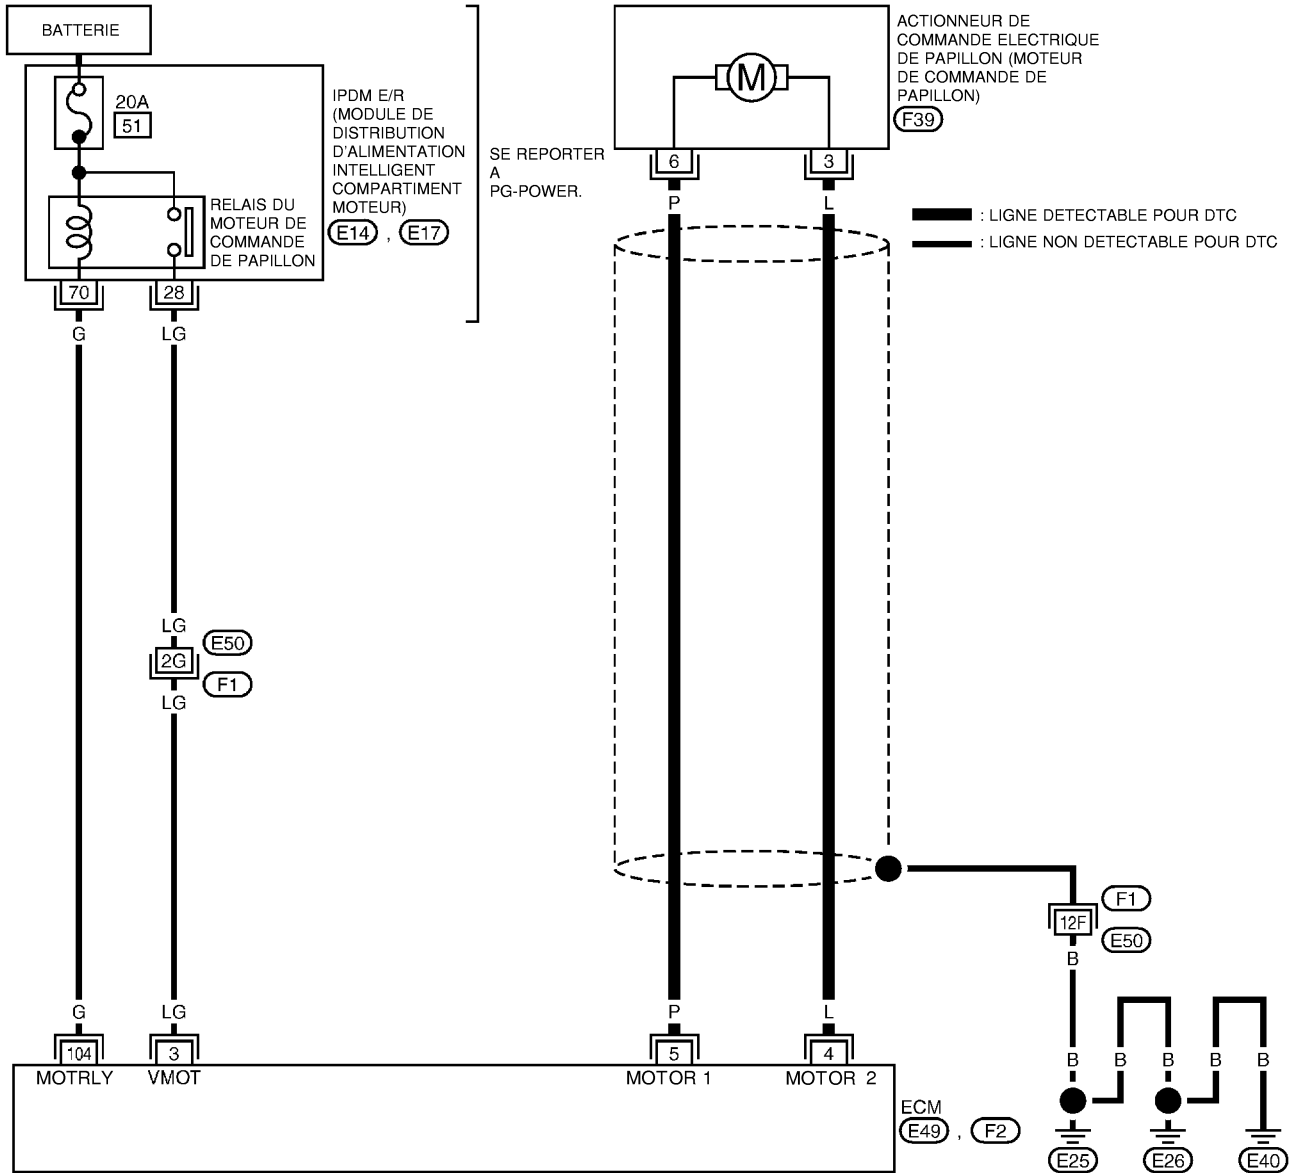 BATTERIE
20A
51
IPDM E/R
(MODULE DE
DISTRIBUTION
D'ALIMENTATION
INTELLIGENT
COMPARTIMENT
MOTEUR)
E14 , E17
RELAIS DU
MOTEUR DE
COMMANDE
DE PAPILLON
SE REPORTER
A
PG-POWER.
70
28
G
LG
LG
E50
2G
F1
LG
G
LG
104
3
MOTRLY
VMOT
M
ACTIONNEUR DE
COMMANDE ELECTRIQUE
DE PAPILLON (MOTEUR
DE COMMANDE DE
PAPILLON)
F39
6
3
P
L
: LIGNE DETECTABLE POUR DTC
: LIGNE NON DETECTABLE POUR DTC
P
L
5
4
MOTOR 1
MOTOR 2
ECM
E49 , F2
F1
12F
E50
B
B
B
B
B
B
E25
E26
E40